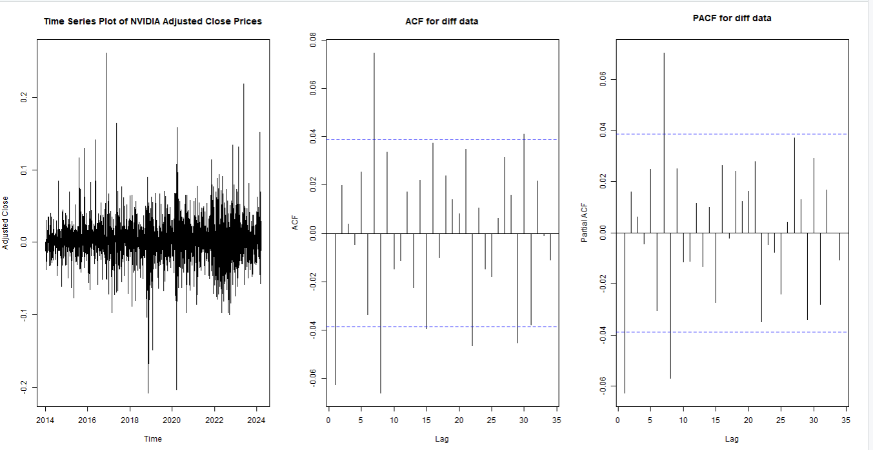 Time Series Plot of NVIDIA Adjusted Close Prices
Adjusted Close
0.2
0.1
0.0
-0.1
-0.2
2014 2016 2018 2020 2022 2024
Time
ACF for diff data
ACF
0.08
0.06
0.04
0.02
0.00
-0.02
-0.04
-0.06
0 5 10 15 20 25 30 35
Lag
PACF for diff data
Partial ACF
0.06
0.04
0.02
0.00
-0.02
-0.04
-0.06
0 5 10 15 20 25 30 35
Lag